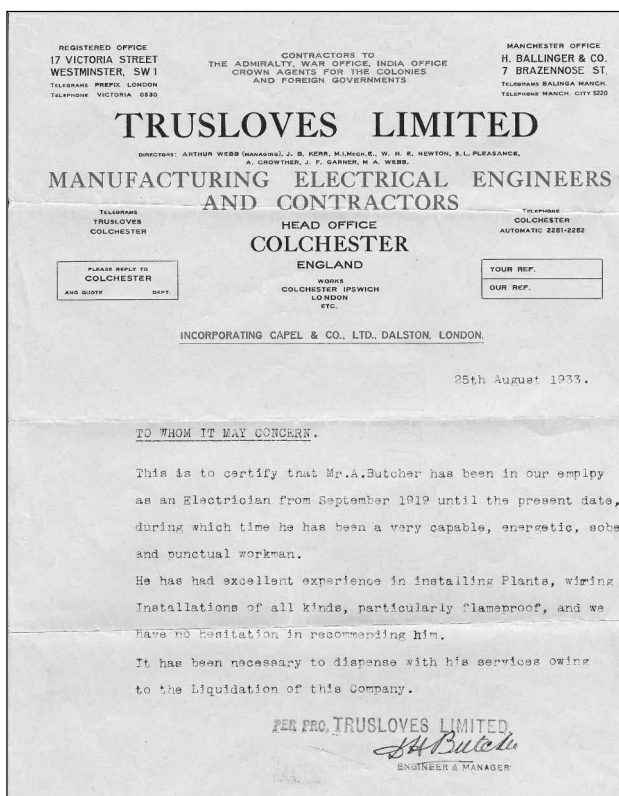 REGISTERED OFFICE
17 VICTORIA STREET
WESTMINSTER, SW1
TELEGRAMS PREFIX LONDON
TELEPHONE VICTORIA 0830
CONTRACTORS TO
THE ADMIRALTY, WAR OFFICE, INDIA OFFICE
CROWN AGENTS FOR THE COLONIES
AND FOREIGN GOVERNMENTS
MANCHESTER OFFICE
H. BALLINGER & CO.
7 BRAZENNOSE ST.
TELEGRAMS BALINGA MANCH.
TELEPHONE MANCH. CITY 5220
TRUSLOVES LIMITED
DIRECTORS: ARTHUR WEBB (MANAGING), J. B. KERR, M.I.MECH.E., W. H. E. NEWTON, S. L. PLEASANCE,
A. CROWTHER, J. F. GARNER, M A. WEBB.
MANUFACTURING ELECTRICAL ENGINEERS
AND CONTRACTORS
TELEGRAMS
TRUSLOVES
COLCHESTER
HEAD OFFICE
COLCHESTER
ENGLAND
WORKS
COLCHESTER IPSWICH
LONDON
ETC.
TELEPHONE
COLCHESTER
AUTOMATIC 2281-2282
PLEASE REPLY TO
COLCHESTER
AND QUOTE DEPT.
YOUR REF.
OUR REF.
INCORPORATING CAPEL & CO., LTD., DALSTON, LONDON.
25th August 1933.
TO WHOM IT MAY CONCERN.
This is to certify that Mr.A.Butcher has been in our employ
as an Electrician from September 1919 until the present date,
during which time he has been a very capable, energetic, sobe
and punctual workman.
He has had excellent experience in installing Plants, wiring
Installations of all kinds, particularly flameproof, and we
have no hesitation in recommending him.
It has been necessary to dispense with his services owing
to the Liquidation of this Company.
PER PRO. TRUSLOVES LIMITED
Butcher
ENGINEER & MANAGER